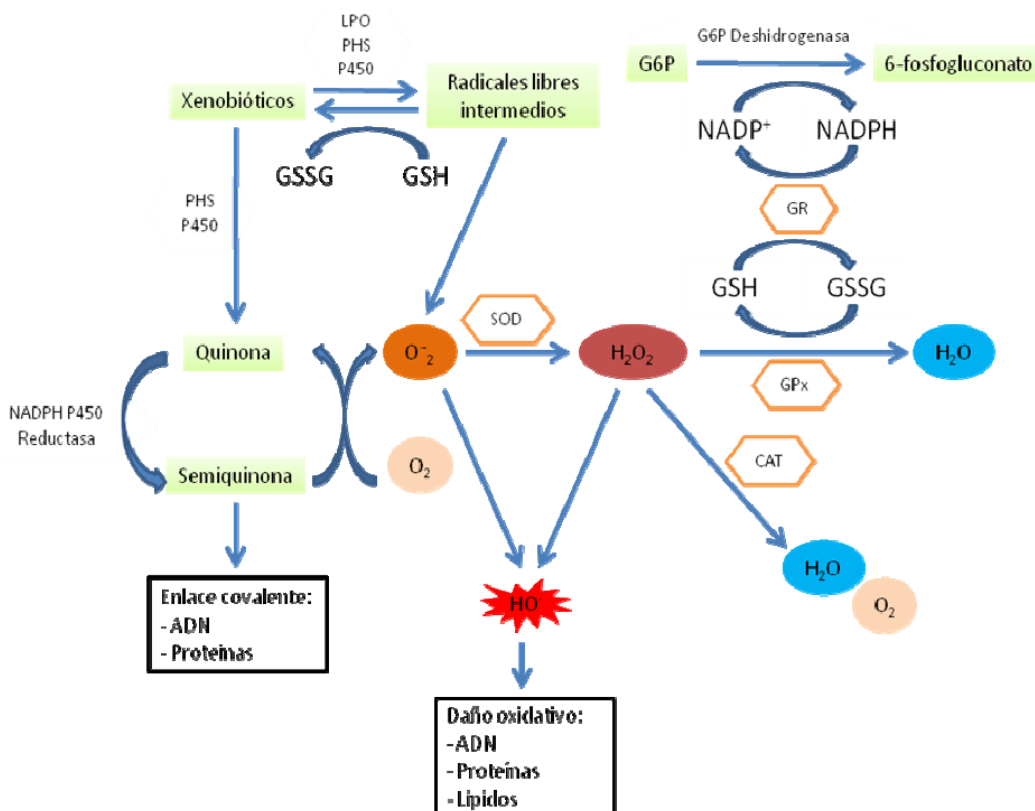 LPO
PHS
P450
Xenobióticos
Radicales libres
intermedios
GSSG
GSH
G6P Deshidrogenasa
G6P
6-fosfogluconato
NADP⁺
NADPH
GR
GSH
GSSG
PHS
P450
Quinona
O⁻₂
SOD
H₂O₂
GPx
H₂O
NADPH P450
Reductasa
Semiquinona
O₂
CAT
H₂O
O₂
Enlace covalente:
- ADN
- Proteínas
HO
Daño oxidativo:
- ADN
- Proteínas
- Lípidos